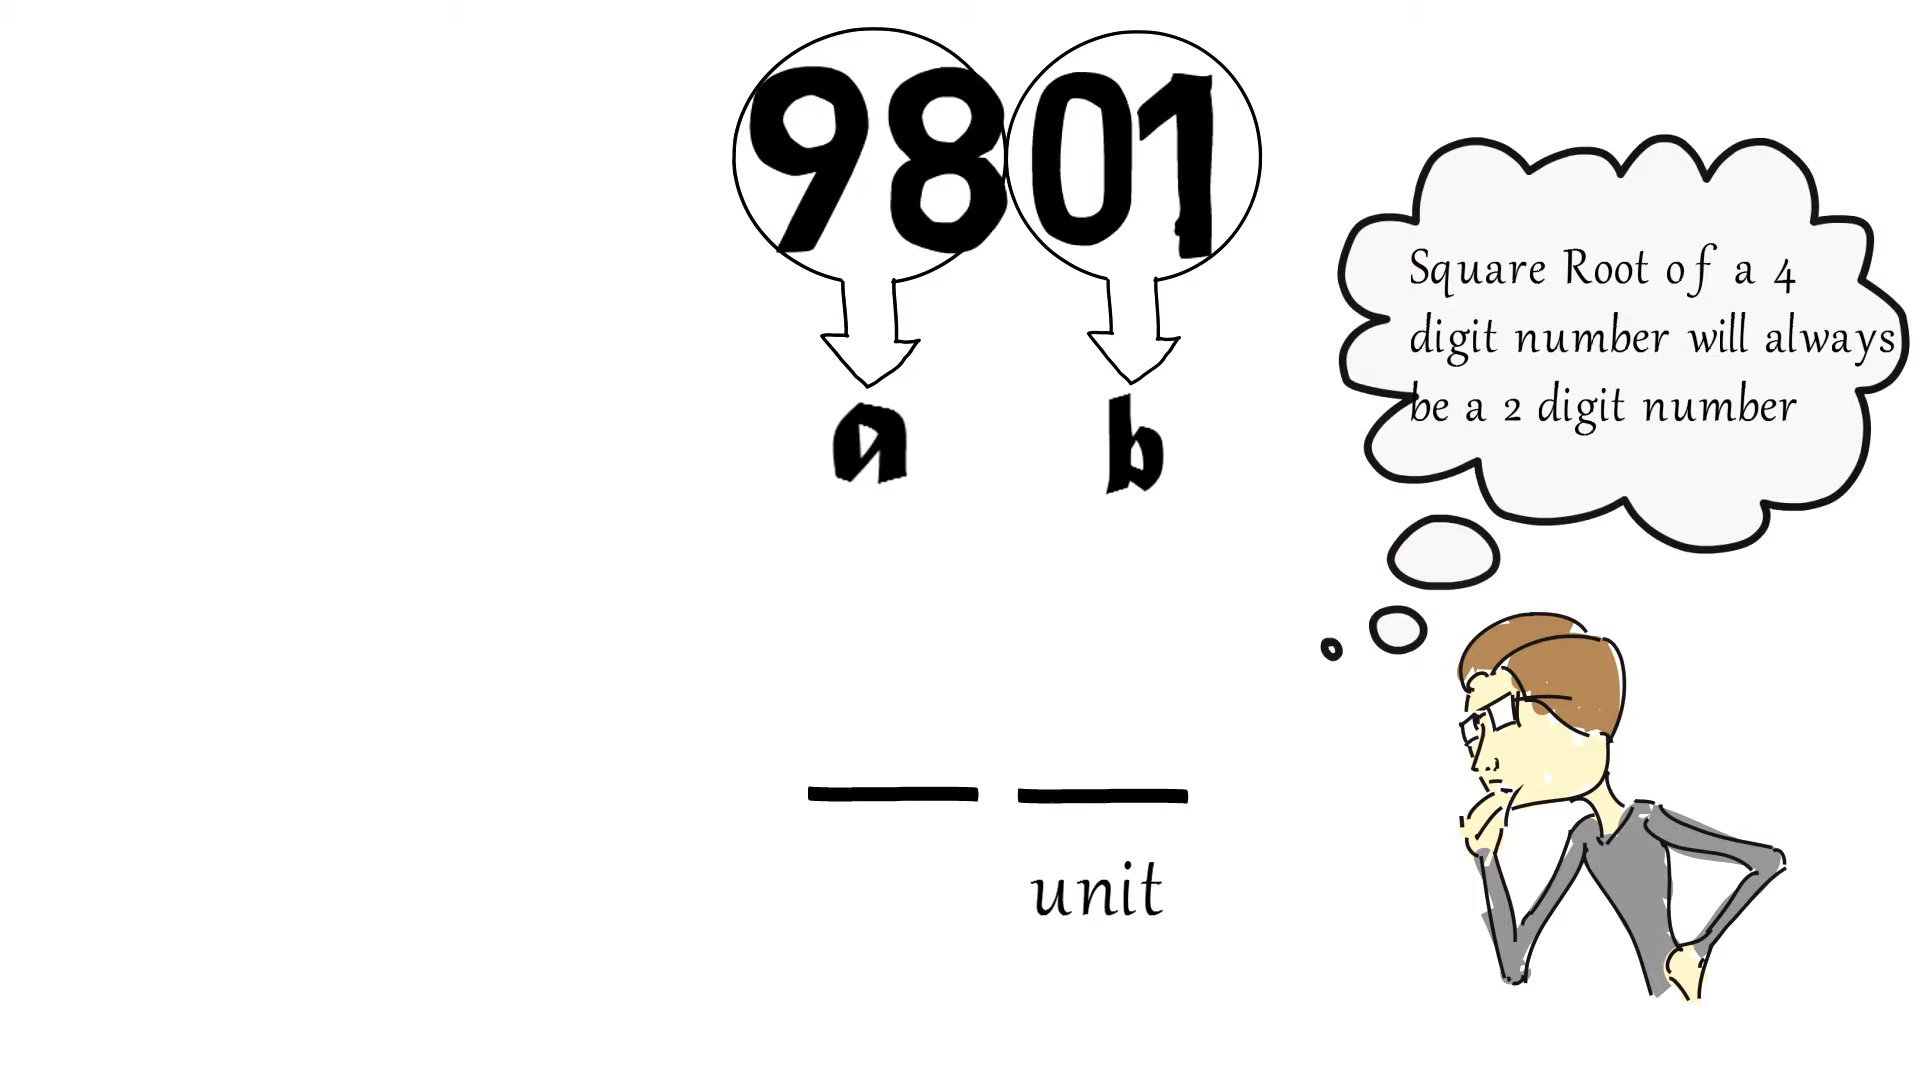 9801
a b
Square Root of a 4
digit number will always
be a 2 digit number
unit